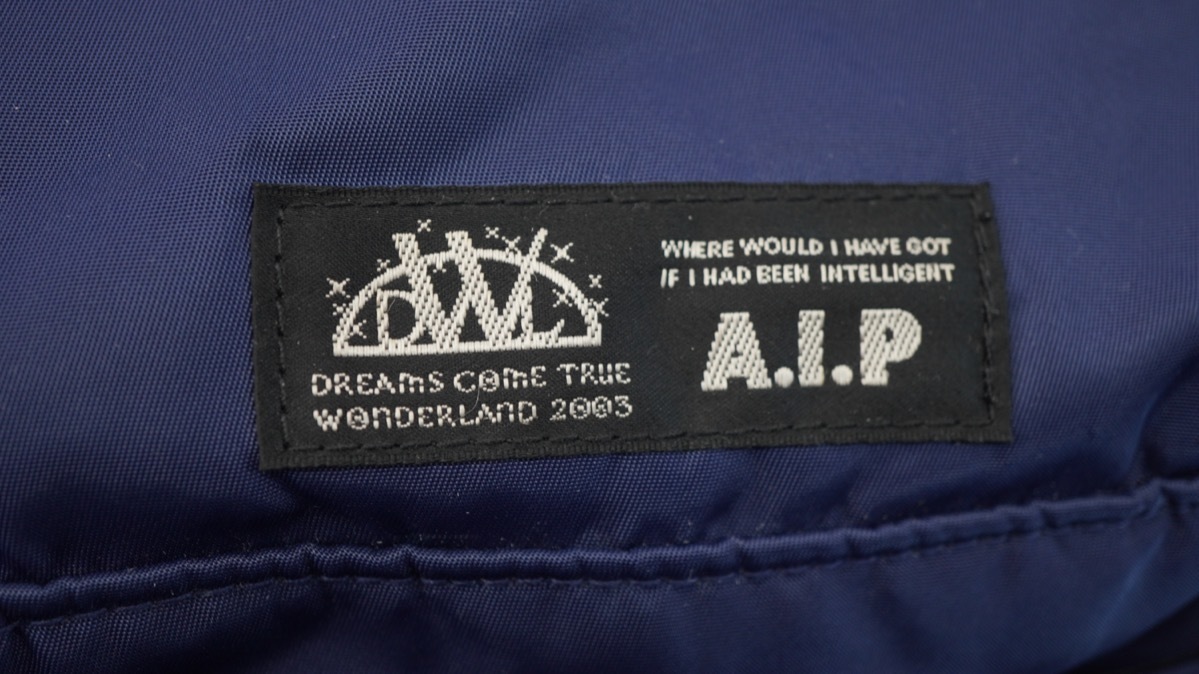 DWL
DREAMS COME TRUE
WONDERLAND 2003
WHERE WOULD I HAVE GOT
IF I HAD BEEN INTELLIGENT
A.I.P